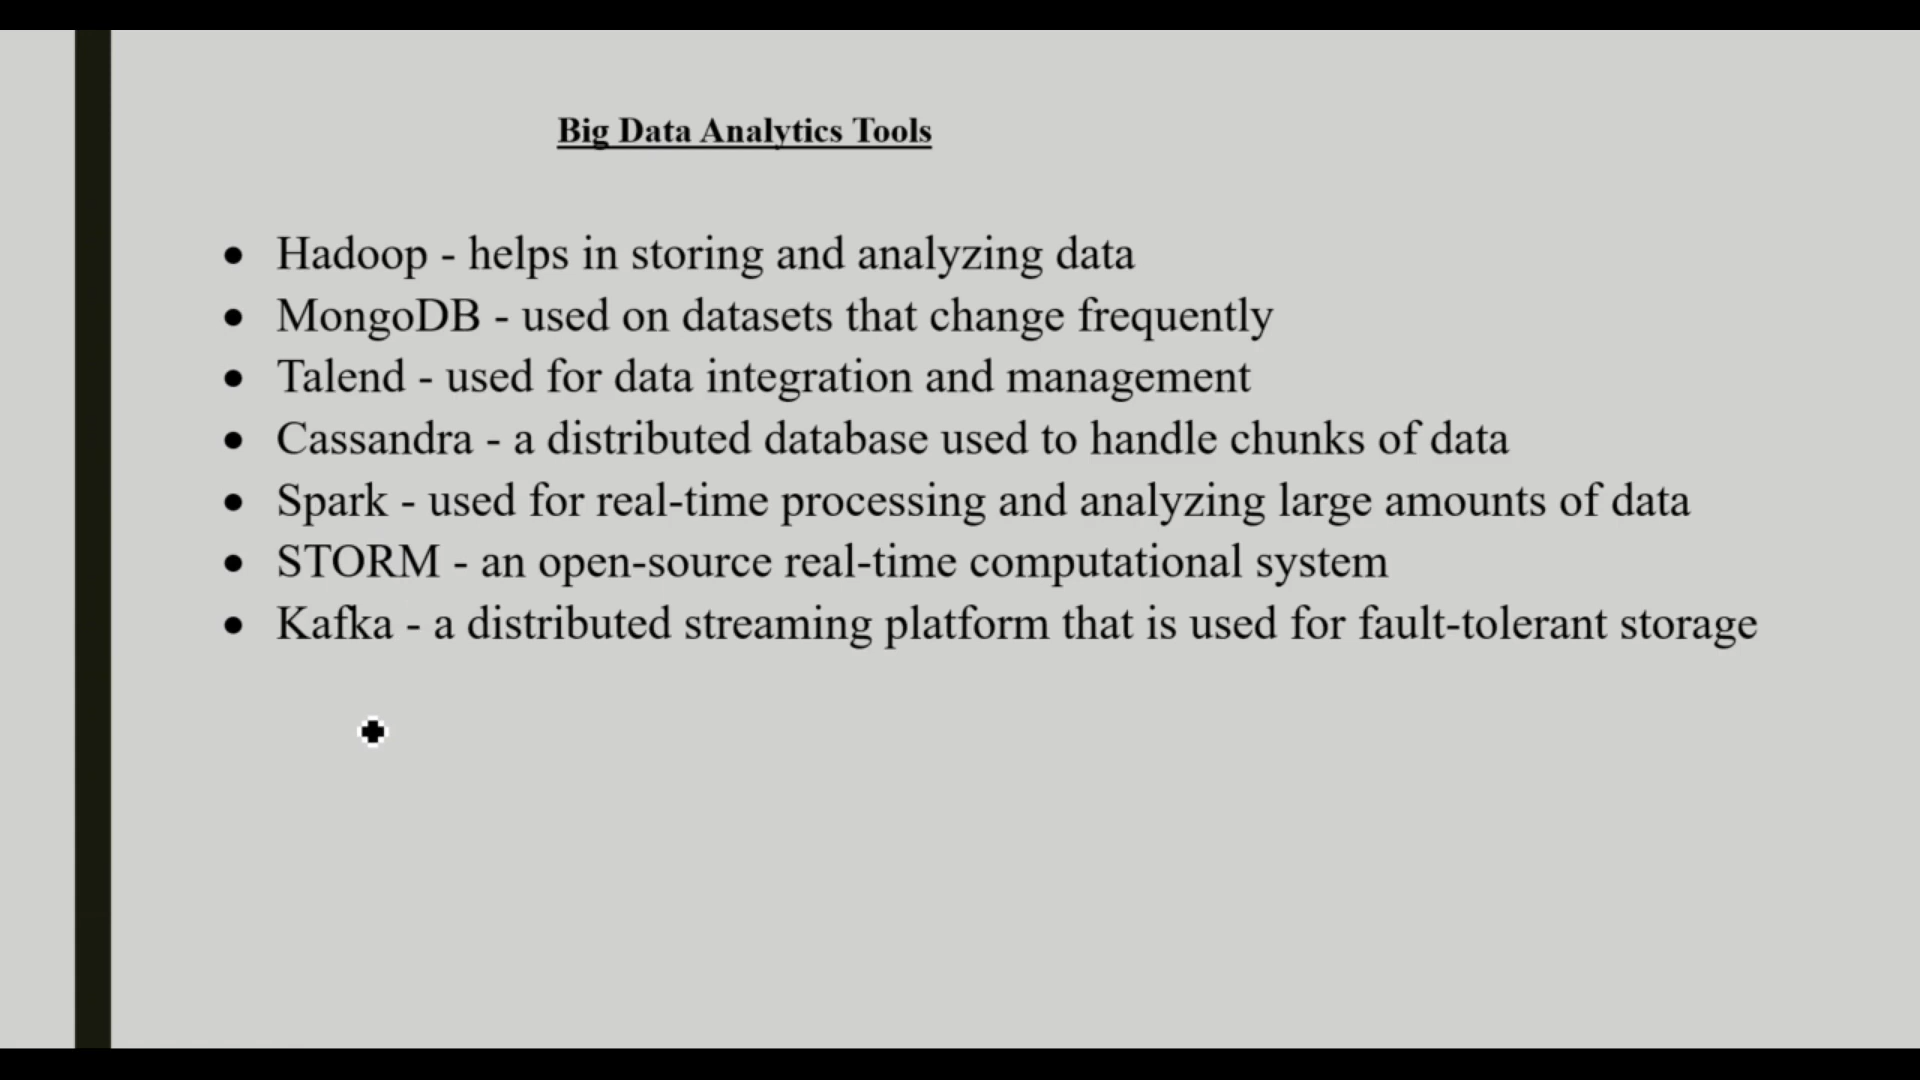 Big Data Analytics Tools
• Hadoop - helps in storing and analyzing data
• MongoDB - used on datasets that change frequently
• Talend - used for data integration and management
• Cassandra - a distributed database used to handle chunks of data
• Spark - used for real-time processing and analyzing large amounts of data
• STORM - an open-source real-time computational system
• Kafka - a distributed streaming platform that is used for fault-tolerant storage